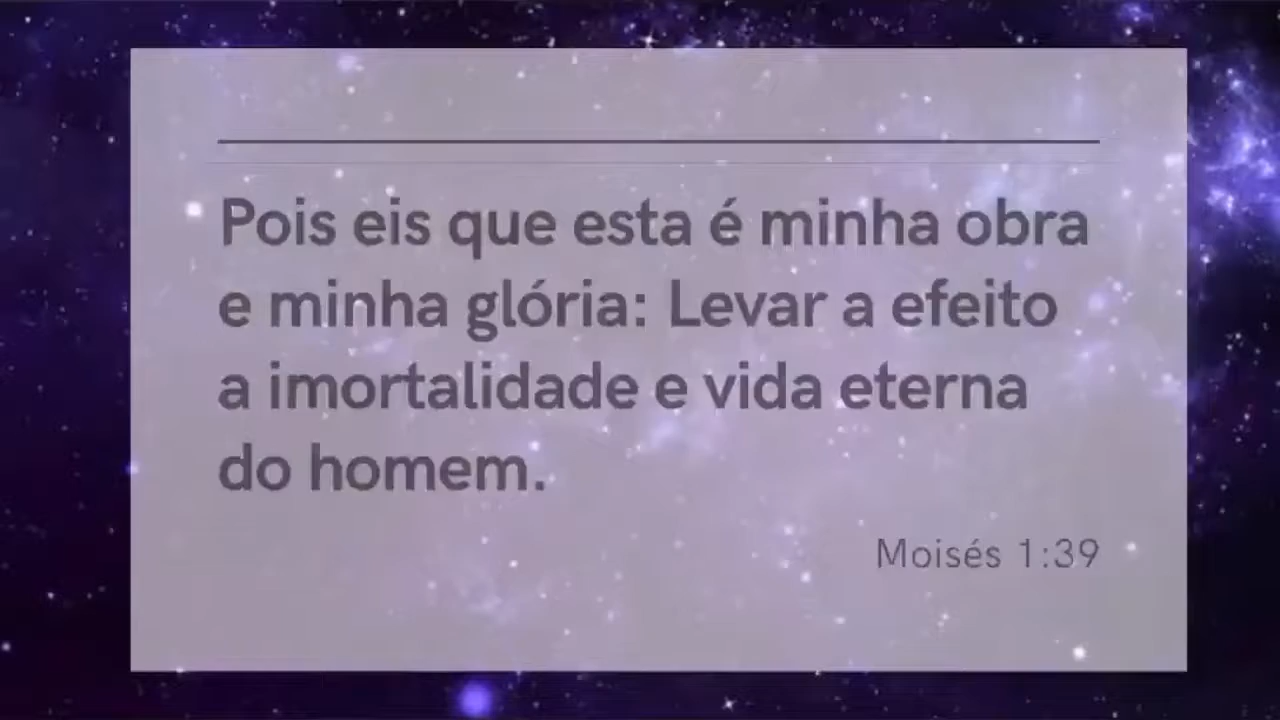 Pois eis que esta é minha obra
e minha glória: Levar a efeito
a imortalidade e vida eterna
do homem.
Moisés 1:39